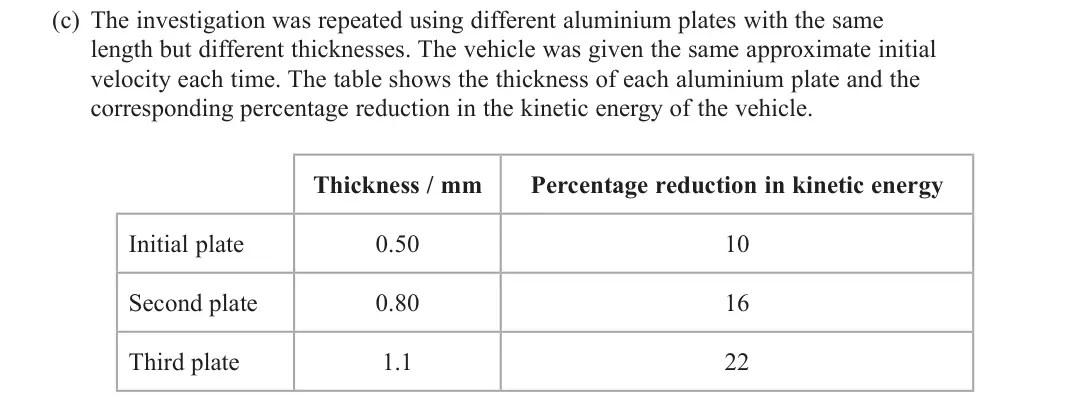 (c) The investigation was repeated using different aluminium plates with the same
length but different thicknesses. The vehicle was given the same approximate initial
velocity each time. The table shows the thickness of each aluminium plate and the
corresponding percentage reduction in the kinetic energy of the vehicle.
Thickness / mm Percentage reduction in kinetic energy
Initial plate 0.50 10
Second plate 0.80 16
Third plate 1.1 22